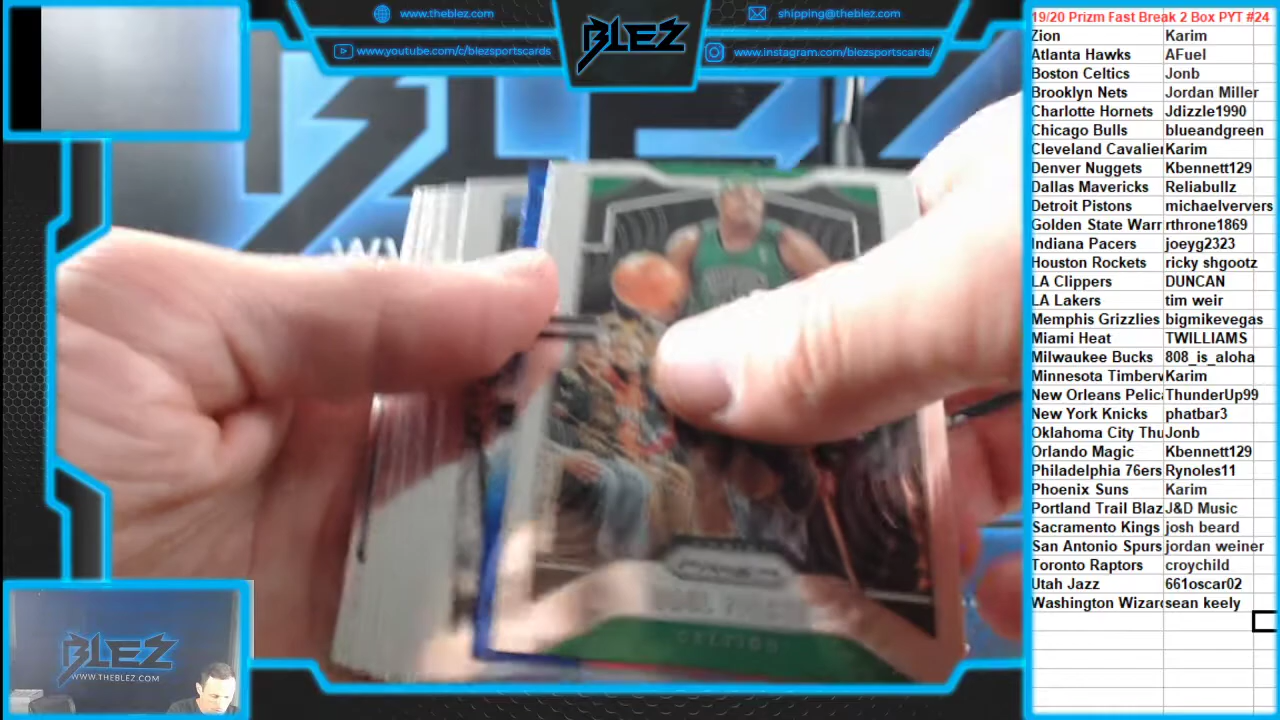 www.theblez.com
shipping@theblez.com
www.youtube.com/c/blezsportscards
www.instagram.com/blezsportscards/
BLEZ
19/20 Prizm Fast Break 2 Box PYT #24
Zion Karim
Atlanta Hawks AFuel
Boston Celtics Jonb
Brooklyn Nets Jordan Miller
Charlotte Hornets Jdizzle1990
Chicago Bulls blueandgreen
Cleveland Cavalier Karim
Denver Nuggets Kbennett129
Dallas Mavericks Reliabullz
Detroit Pistons michaelververs
Golden State Warr rthrone1869
Indiana Pacers joeyg2323
Houston Rockets ricky shgootz
LA Clippers DUNCAN
LA Lakers tim weir
Memphis Grizzlies bigmikevegas
Miami Heat TWILLIAMS
Milwaukee Bucks 808_is_aloha
Minnesota Timberv Karim
New Orleans Pelica ThunderUp99
New York Knicks phatbar3
Oklahoma City Thu Jonb
Orlando Magic Kbennett129
Philadelphia 76ers Rynoles11
Phoenix Suns Karim
Portland Trail Blaz J&D Music
Sacramento Kings josh beard
San Antonio Spurs jordan weiner
Toronto Raptors croychild
Utah Jazz 661oscar02
Washington Wizard sean keely
PRIZM
BLEZ
WWW.THEBLEZ.COM